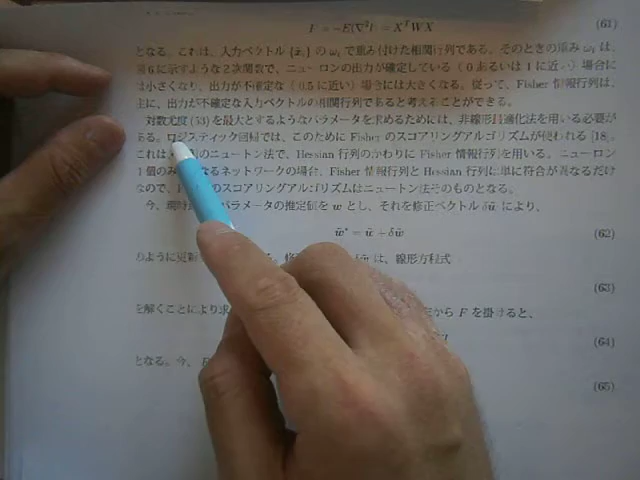 F = −E(∇²l) = XᵀWX (61)
となる。これは、入力ベクトル {x̃ᵢ} の ωᵢ で重み付けた相関行列である。そのときの重み ωᵢ は、
6 に示すような 2 次関数で、ニューロンの出力が確定している ( 0 あるいは 1 に近い) 場合に
は小さくなり、出力が不確定な ( 0.5 に近い) 場合には大きくなる。従って、Fisher 情報行列は、
主に、出力が不確定な入力ベクトルの相関行列であると考えることができる。
対数尤度 (53) を最大とするようなパラメータを求めるためには、非線形最適化法を用いる必要が
ある。ロジスティック回帰では、このために Fisher のスコアリングアルゴリズムが使われる [18]。
これは のニュートン法で、Hessian 行列のかわりに Fisher 情報行列を用いる。ニューロン
1 個のみ なるネットワークの場合、Fisher 情報行列と Hessian 行列は単に符合が異なるだけ
なので、 のスコアリングアルゴリズムはニュートン法そのものとなる。
今、現時 パラメータの推定値を w̃ とし、それを修正ベクトル δw̃ により、
w̃* = w̃ + δw̃ (62)
のように更新 る。 は、線形方程式
(63)
を解くことにより求 から F を掛けると、
(64)
となる。今、
(65)